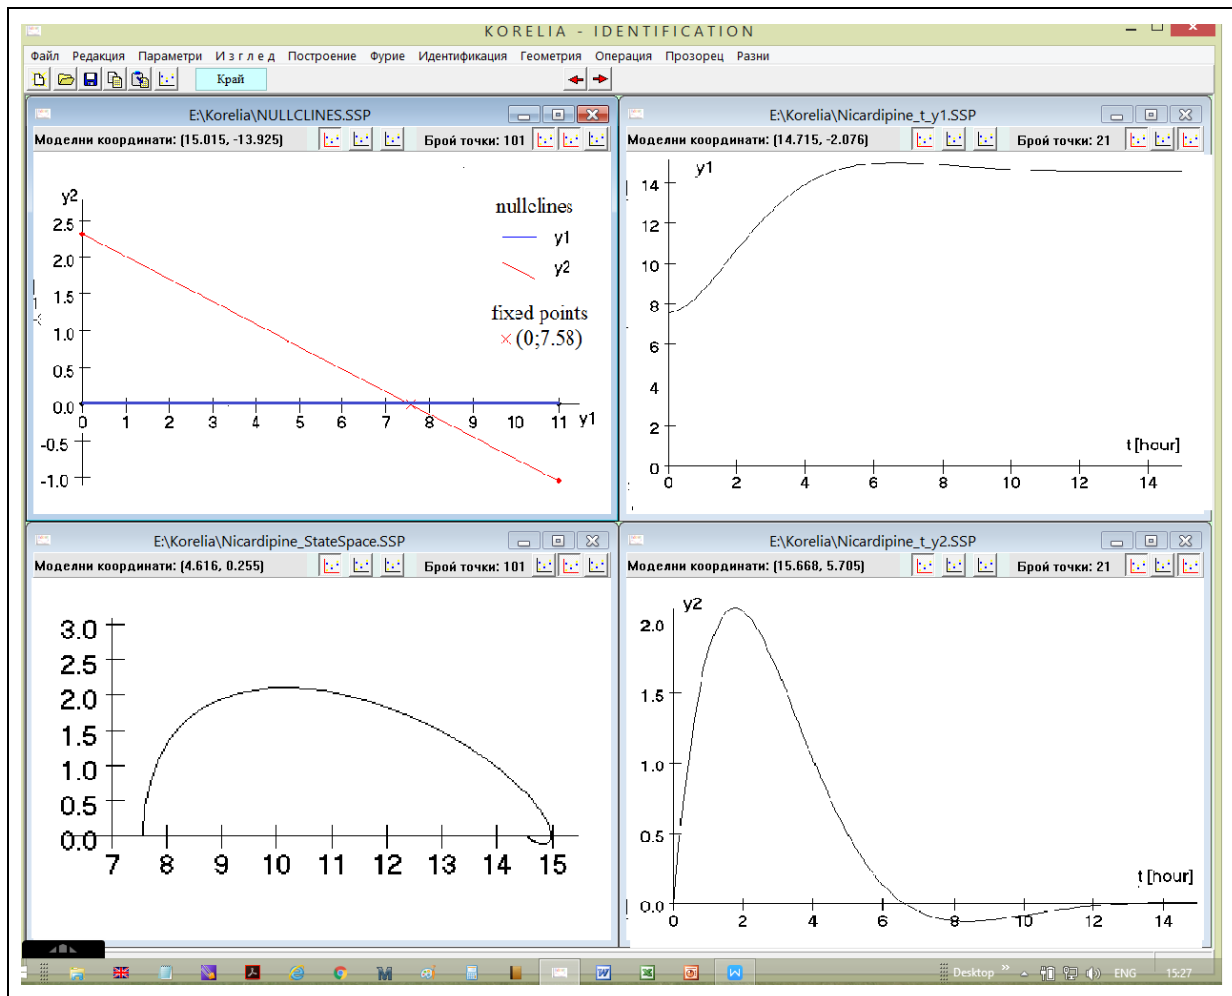 KORELIA - IDENTIFICATION
Файл Редакция Параметри Изглед Построение Фурие Идентификация Геометрия Операция Прозорец Разни
Край
E:\Korelia\NULLCLINES.SSP
Моделни координати: (15.015, -13.925) Брой точки: 101
y2
2.5
2.0
1.5
1.0
0.5
0.0
-0.5
-1.0
0 1 2 3 4 5 6 7 8 9 10 11 y1
nullclines
y1
y2
fixed points
× (0;7.58)
E:\Korelia\Nicardipine_t_y1.SSP
Моделни координати: (14.715, -2.076) Брой точки: 21
y1
14
12
10
8
6
4
2
0
t [hour]
0 2 4 6 8 10 12 14
E:\Korelia\Nicardipine_StateSpace.SSP
Моделни координати: (4.616, 0.255) Брой точки: 101
3.0
2.5
2.0
1.5
1.0
0.5
0.0
7 8 9 10 11 12 13 14 15
E:\Korelia\Nicardipine_t_y2.SSP
Моделни координати: (15.668, 5.705) Брой точки: 21
y2
2.0
1.5
1.0
0.5
0.0
t [hour]
0 2 4 6 8 10 12 14
Desktop » ENG 15:27